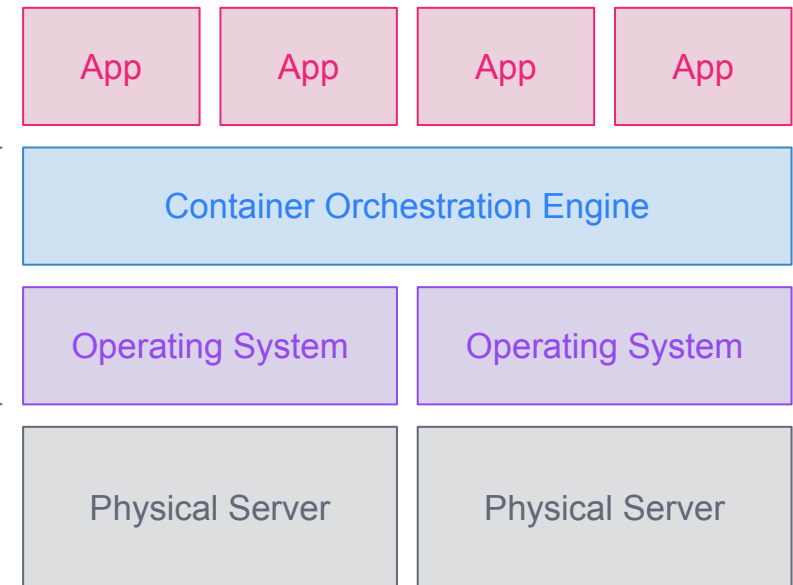 App
App
App
App
Container Orchestration Engine
Operating System
Operating System
Physical Server
Physical Server